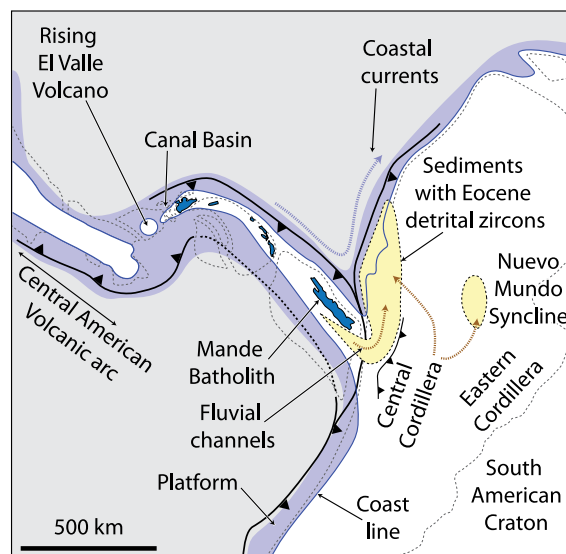 Rising
El Valle
Volcano
Coastal
currents
Canal Basin
Sediments
with Eocene
detrital zircons
Nuevo
Mundo
Syncline
Central American
Volcanic arc
Mande
Batholith
Fluvial
channels
Central
Cordillera
Eastern
Cordillera
Platform
Coast
line
South
American
Craton
500 km